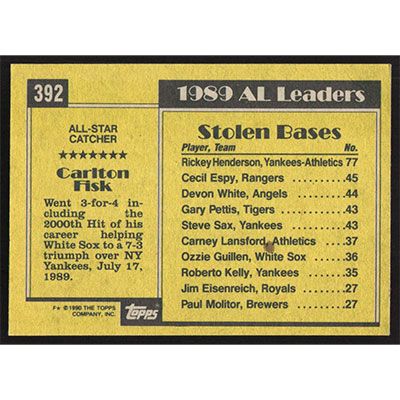 392
ALL-STAR
CATCHER
★★★★★★★
Carlton
Fisk
Went 3-for-4 in-
cluding the
2000th Hit of his
career helping
White Sox to a 7-3
triumph over NY
Yankees, July 17,
1989.
F* © 1990 THE TOPPS
COMPANY, INC.
topps
1989 AL Leaders
Stolen Bases
Player, Team No.
Rickey Henderson, Yankees-Athletics 77
Cecil Espy, Rangers .....45
Devon White, Angels .....44
Gary Pettis, Tigers .....43
Steve Sax, Yankees .....43
Carney Lansford, Athletics .....37
Ozzie Guillen, White Sox .....36
Roberto Kelly, Yankees .....35
Jim Eisenreich, Royals .....27
Paul Molitor, Brewers .....27